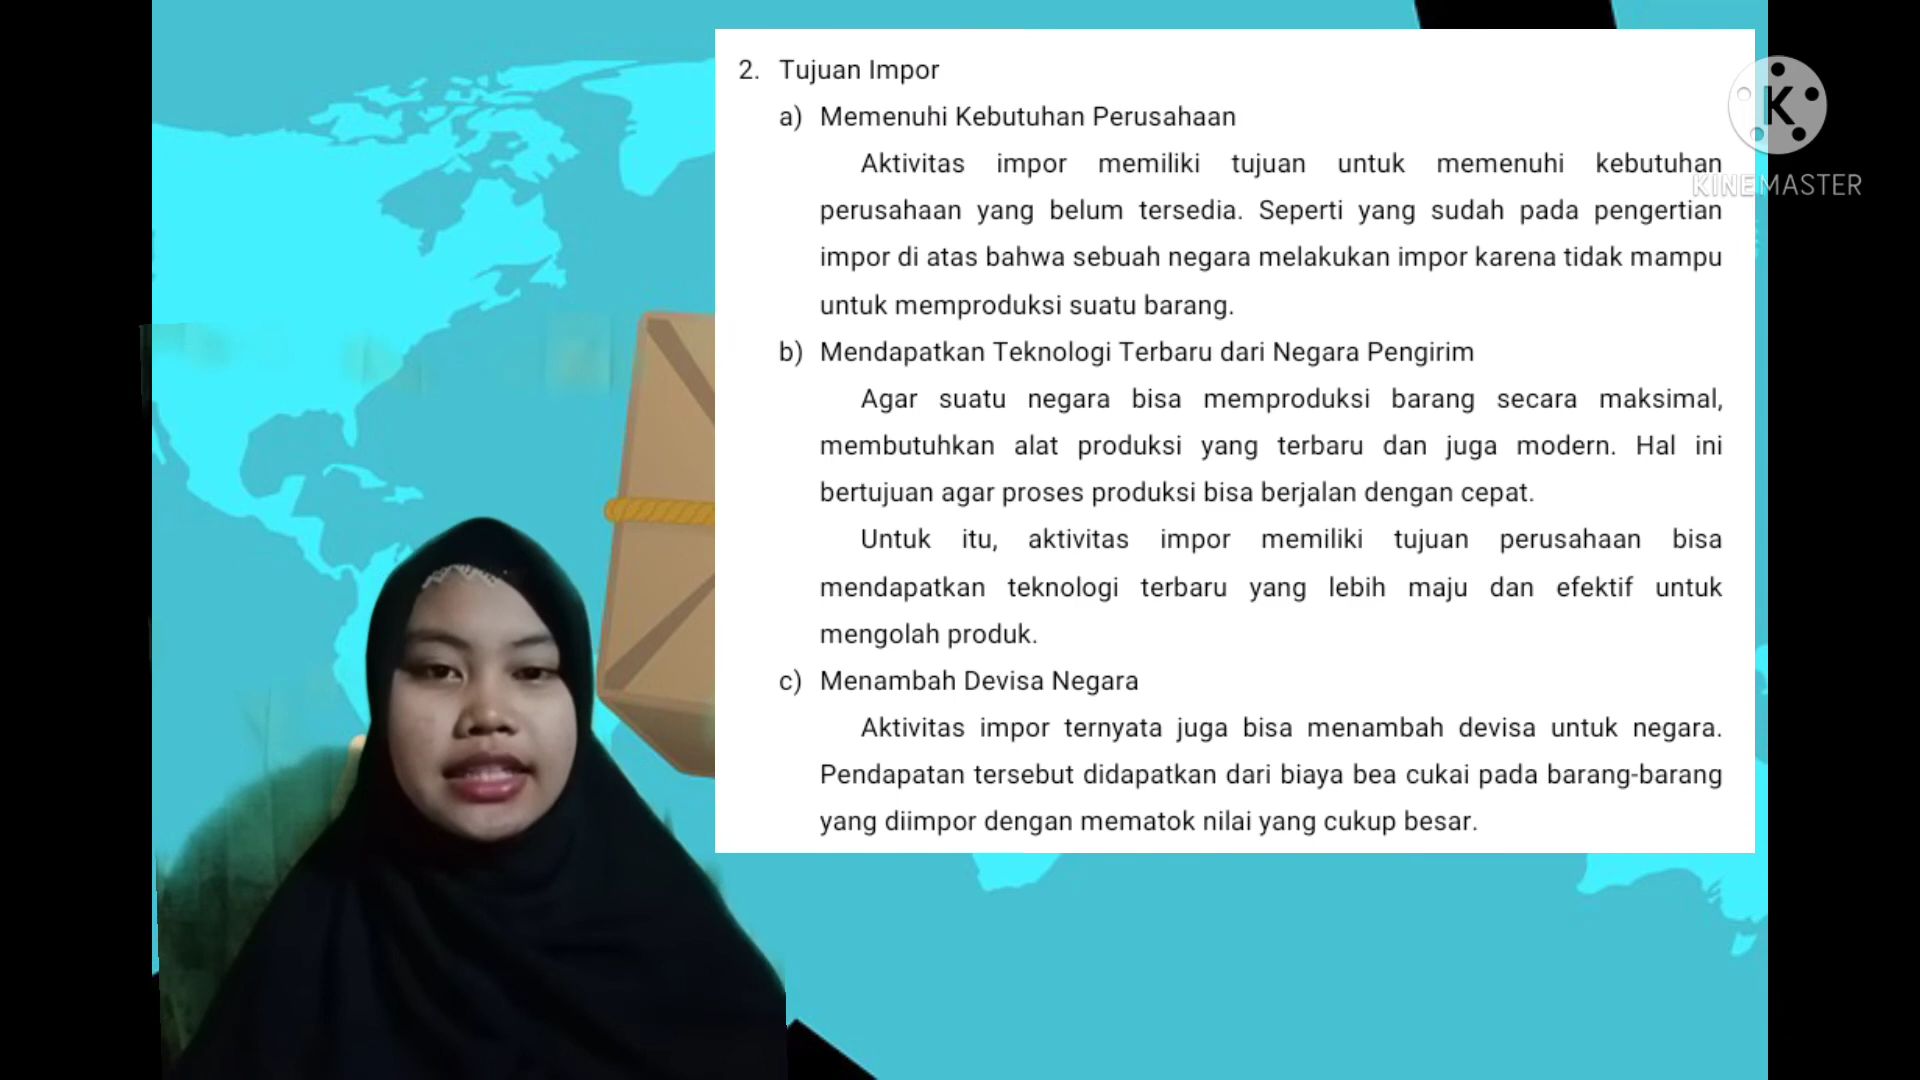 2. Tujuan Impor
a) Memenuhi Kebutuhan Perusahaan
Aktivitas impor memiliki tujuan untuk memenuhi kebutuhan
perusahaan yang belum tersedia. Seperti yang sudah pada pengertian
impor di atas bahwa sebuah negara melakukan impor karena tidak mampu
untuk memproduksi suatu barang.
b) Mendapatkan Teknologi Terbaru dari Negara Pengirim
Agar suatu negara bisa memproduksi barang secara maksimal,
membutuhkan alat produksi yang terbaru dan juga modern. Hal ini
bertujuan agar proses produksi bisa berjalan dengan cepat.
Untuk itu, aktivitas impor memiliki tujuan perusahaan bisa
mendapatkan teknologi terbaru yang lebih maju dan efektif untuk
mengolah produk.
c) Menambah Devisa Negara
Aktivitas impor ternyata juga bisa menambah devisa untuk negara.
Pendapatan tersebut didapatkan dari biaya bea cukai pada barang-barang
yang diimpor dengan mematok nilai yang cukup besar.
K
KINEMASTER